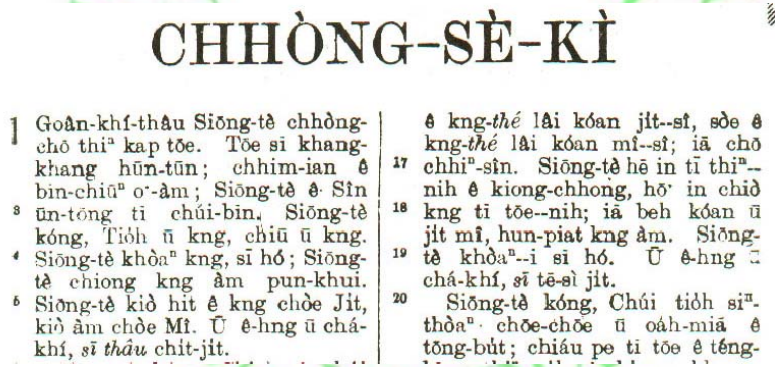 CHHÒNG-SÈ-KÌ
1 Goân-khí-thâu Siōng-tè chhòng-
chō thiⁿ kap tōe. Tōe sī khang-
khang hūn-tūn; chhim-ian ê
bīn-chiūⁿ o͘-àm; Siōng-tè ê Sîn
3 ūn-tōng tī chúi-bīn. Siōng-tè
kóng, Tio̍h ū kng, chiū ū kng.
4 Siōng-tè khòaⁿ kng, sī hó; Siōng-
tè chiong kng àm pun-khui.
5 Siōng-tè kiò hit ê kng chòe Ji̍t,
kiò àm chòe Mî. Ū ê-hng ū chá-
khí, sī thâu chi̍t-ji̍t.
ê kng-thé lâi kóan ji̍t--sî, sòe ê
kng-thé lâi kóan mî--sî; iā chō
17 chhiⁿ-sîn. Siōng-tè hē in tī thiⁿ--
nih ê kiong-chhong, hō͘ in chiò
18 kng tī tōe--nih; iā beh kóan ū
ji̍t mî, hun-piat kng àm. Siōng-
19 tè khòaⁿ--i sī hó. Ū ê-hng ū
chá-khí, sī tē-sì ji̍t.
20 Siōng-tè kóng, Chúi tio̍h siⁿ-
thòaⁿ chōe-chōe ū oa̍h-miā ê
tōng-bu̍t; chiáu pe tī tōe ê téng-